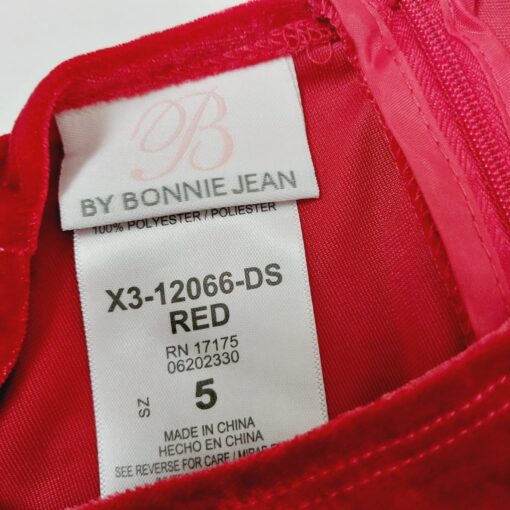 B
BY BONNIE JEAN
100% POLYESTER / POLIESTER
X3-12066-DS
RED
RN 17175
06202330
SZ 5
MADE IN CHINA
HECHO EN CHINA
SEE REVERSE FOR CARE /